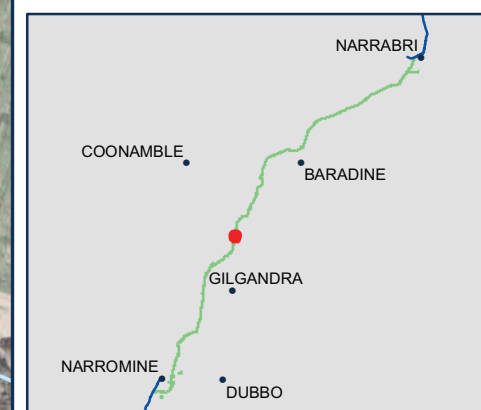 NARRABRI
COONAMBLE
BARADINE
GILGANDRA
NARROMINE
DUBBO